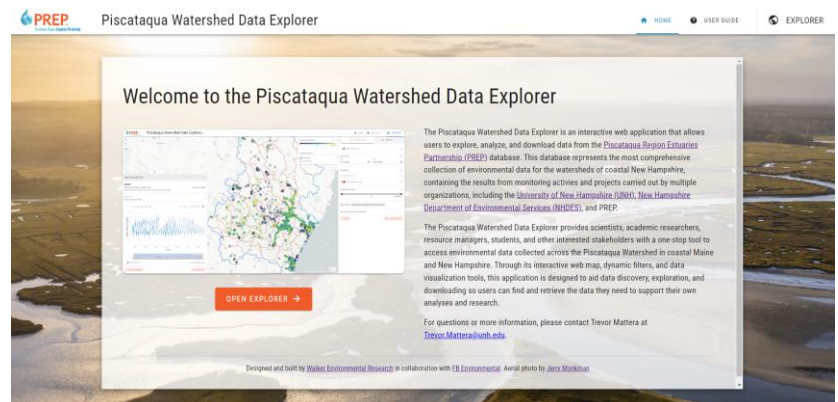 PREP
Piscataqua Watershed Data Explorer
HOME
USER GUIDE
EXPLORER
Welcome to the Piscataqua Watershed Data Explorer
The Piscataqua Watershed Data Explorer is an interactive web application that allows
users to explore, analyze, and download data from the Piscataqua Region Estuaries
Partnership (PREP) database. This database represents the most comprehensive
collection of environmental data for the watersheds of coastal New Hampshire,
containing the results from monitoring activies and projects carried out by multiple
organizations, including the University of New Hampshire (UNH), New Hampshire
Department of Environmental Services (NHDES), and PREP.
The Piscataqua Watershed Data Explorer provides scientists, academic researchers,
resource managers, students, and other interested stakeholders with a one-stop tool to
access environmental data collected across the Piscataqua Watershed in coastal Maine
and New Hampshire. Through its interactive web map, dynamic filters, and data
visualization tools, this application is designed to aid data discovery, exploration, and
downloading so users can find and retrieve the data they need to support their own
analyses and research.
For questions or more information, please contact Trevor Mattera at
Trevor.Mattera@unh.edu.
OPEN EXPLORER →
Designed and built by Walker Environmental Research in collaboration with FB Environmental. Aerial photo by Jerry Monkman.